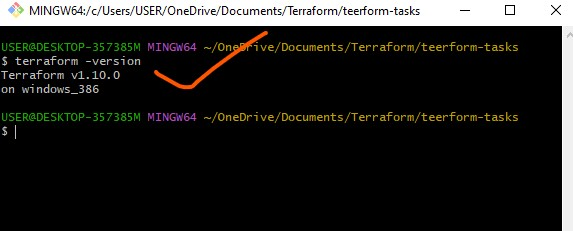 MINGW64:/c/Users/USER/OneDrive/Documents/Terraform/teerform-tasks
USER@DESKTOP-357385M MINGW64 ~/OneDrive/Documents/Terraform/teerform-tasks
$ terraform -version
Terraform v1.10.0
on windows_386
USER@DESKTOP-357385M MINGW64 ~/OneDrive/Documents/Terraform/teerform-tasks
$